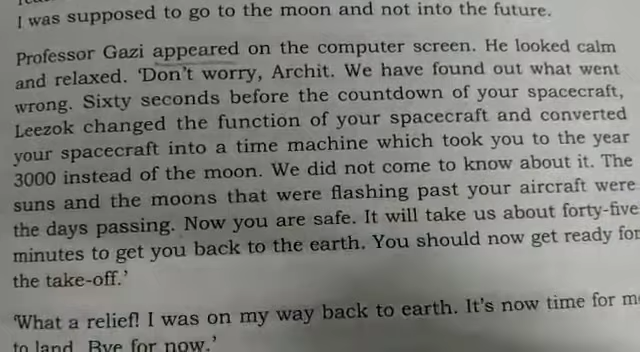 I was supposed to go to the moon and not into the future.
Professor Gazi appeared on the computer screen. He looked calm
and relaxed. 'Don't worry, Archit. We have found out what went
wrong. Sixty seconds before the countdown of your spacecraft,
Leezok changed the function of your spacecraft and converted
your spacecraft into a time machine which took you to the year
3000 instead of the moon. We did not come to know about it. The
suns and the moons that were flashing past your aircraft were
the days passing. Now you are safe. It will take us about forty-five
minutes to get you back to the earth. You should now get ready for
the take-off.'
'What a relief! I was on my way back to earth. It's now time for
to land. Bye for now.'